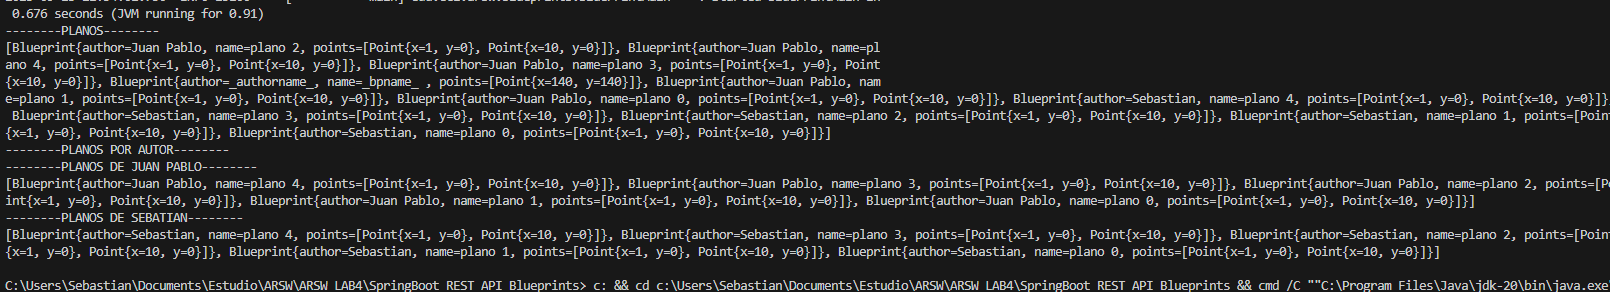 0.676 seconds (JVM running for 0.91)
--------PLANOS--------
[Blueprint{author=Juan Pablo, name=plano 2, points=[Point{x=1, y=0}, Point{x=10, y=0}]}, Blueprint{author=Juan Pablo, name=pl
ano 4, points=[Point{x=1, y=0}, Point{x=10, y=0}]}, Blueprint{author=Juan Pablo, name=plano 3, points=[Point{x=1, y=0}, Point
{x=10, y=0}]}, Blueprint{author=_authorname_, name=_bpname_ , points=[Point{x=140, y=140}]}, Blueprint{author=Juan Pablo, nam
e=plano 1, points=[Point{x=1, y=0}, Point{x=10, y=0}]}, Blueprint{author=Juan Pablo, name=plano 0, points=[Point{x=1, y=0}, Point{x=10, y=0}]}, Blueprint{author=Sebastian, name=plano 4, points=[Point{x=1, y=0}, Point{x=10, y=0}]}
Blueprint{author=Sebastian, name=plano 3, points=[Point{x=1, y=0}, Point{x=10, y=0}]}, Blueprint{author=Sebastian, name=plano 2, points=[Point{x=1, y=0}, Point{x=10, y=0}]}, Blueprint{author=Sebastian, name=plano 1, points=[Poin
{x=1, y=0}, Point{x=10, y=0}]}, Blueprint{author=Sebastian, name=plano 0, points=[Point{x=1, y=0}, Point{x=10, y=0}]}]
--------PLANOS POR AUTOR--------
--------PLANOS DE JUAN PABLO--------
[Blueprint{author=Juan Pablo, name=plano 4, points=[Point{x=1, y=0}, Point{x=10, y=0}]}, Blueprint{author=Juan Pablo, name=plano 3, points=[Point{x=1, y=0}, Point{x=10, y=0}]}, Blueprint{author=Juan Pablo, name=plano 2, points=[P
int{x=1, y=0}, Point{x=10, y=0}]}, Blueprint{author=Juan Pablo, name=plano 1, points=[Point{x=1, y=0}, Point{x=10, y=0}]}, Blueprint{author=Juan Pablo, name=plano 0, points=[Point{x=1, y=0}, Point{x=10, y=0}]}]
--------PLANOS DE SEBATIAN--------
[Blueprint{author=Sebastian, name=plano 4, points=[Point{x=1, y=0}, Point{x=10, y=0}]}, Blueprint{author=Sebastian, name=plano 3, points=[Point{x=1, y=0}, Point{x=10, y=0}]}, Blueprint{author=Sebastian, name=plano 2, points=[Poin
{x=1, y=0}, Point{x=10, y=0}]}, Blueprint{author=Sebastian, name=plano 1, points=[Point{x=1, y=0}, Point{x=10, y=0}]}, Blueprint{author=Sebastian, name=plano 0, points=[Point{x=1, y=0}, Point{x=10, y=0}]}]
C:\Users\Sebastian\Documents\Estudio\ARSW\ARSW LAB4\SpringBoot REST API Blueprints> c: && cd c:\Users\Sebastian\Documents\Estudio\ARSW\ARSW LAB4\SpringBoot REST API Blueprints && cmd /C ""C:\Program Files\Java\jdk-20\bin\java.exe